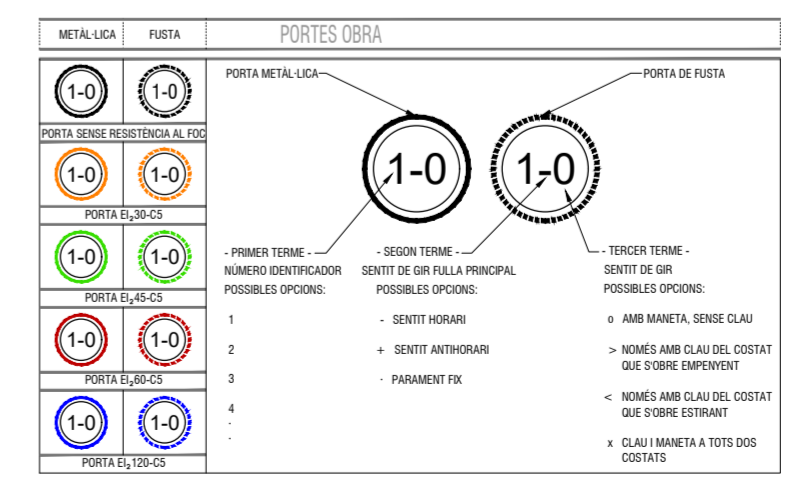 METÀL·LICA FUSTA PORTES OBRA
1-0 1-0
PORTA SENSE RESISTÈNCIA AL FOC
1-0 1-0
PORTA EI₂30-C5
1-0 1-0
PORTA EI₂45-C5
1-0 1-0
PORTA EI₂60-C5
1-0 1-0
PORTA EI₂120-C5
PORTA METÀL·LICA
PORTA DE FUSTA
1-0 1-0
- PRIMER TERME -
NÚMERO IDENTIFICADOR
POSSIBLES OPCIONS:
1
2
3
4
.
.
- SEGON TERME -
SENTIT DE GIR FULLA PRINCIPAL
POSSIBLES OPCIONS:
- SENTIT HORARI
+ SENTIT ANTIHORARI
· PARAMENT FIX
- TERCER TERME -
SENTIT DE GIR
POSSIBLES OPCIONS:
o AMB MANETA, SENSE CLAU
> NOMÉS AMB CLAU DEL COSTAT
QUE S'OBRE EMPENYENT
< NOMÉS AMB CLAU DEL COSTAT
QUE S'OBRE ESTIRANT
x CLAU I MANETA A TOTS DOS
COSTATS